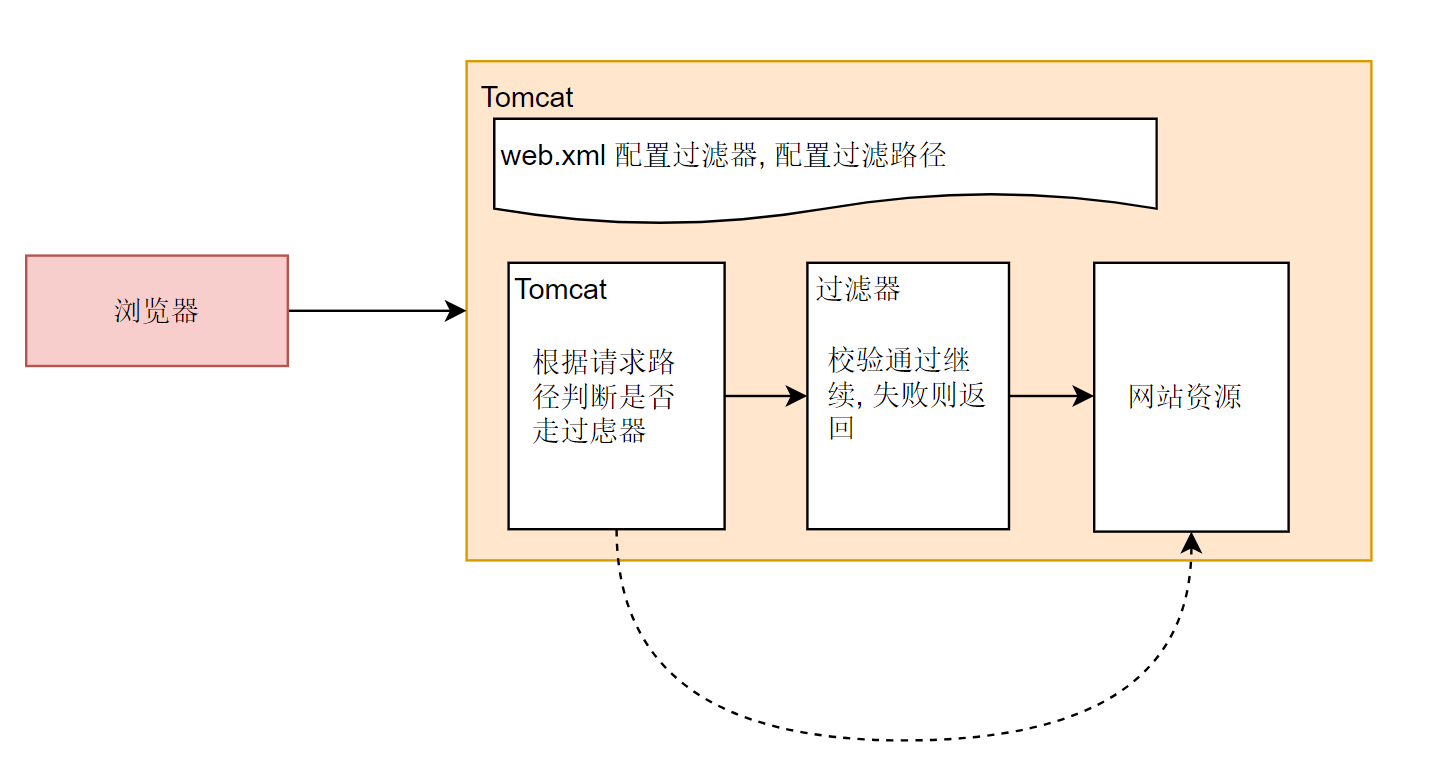 Tomcat
web.xml 配置过滤器, 配置过滤路径
浏览器
Tomcat
根据请求路
径判断是否
走过虑器
过滤器
校验通过继
续, 失败则返
回
网站资源